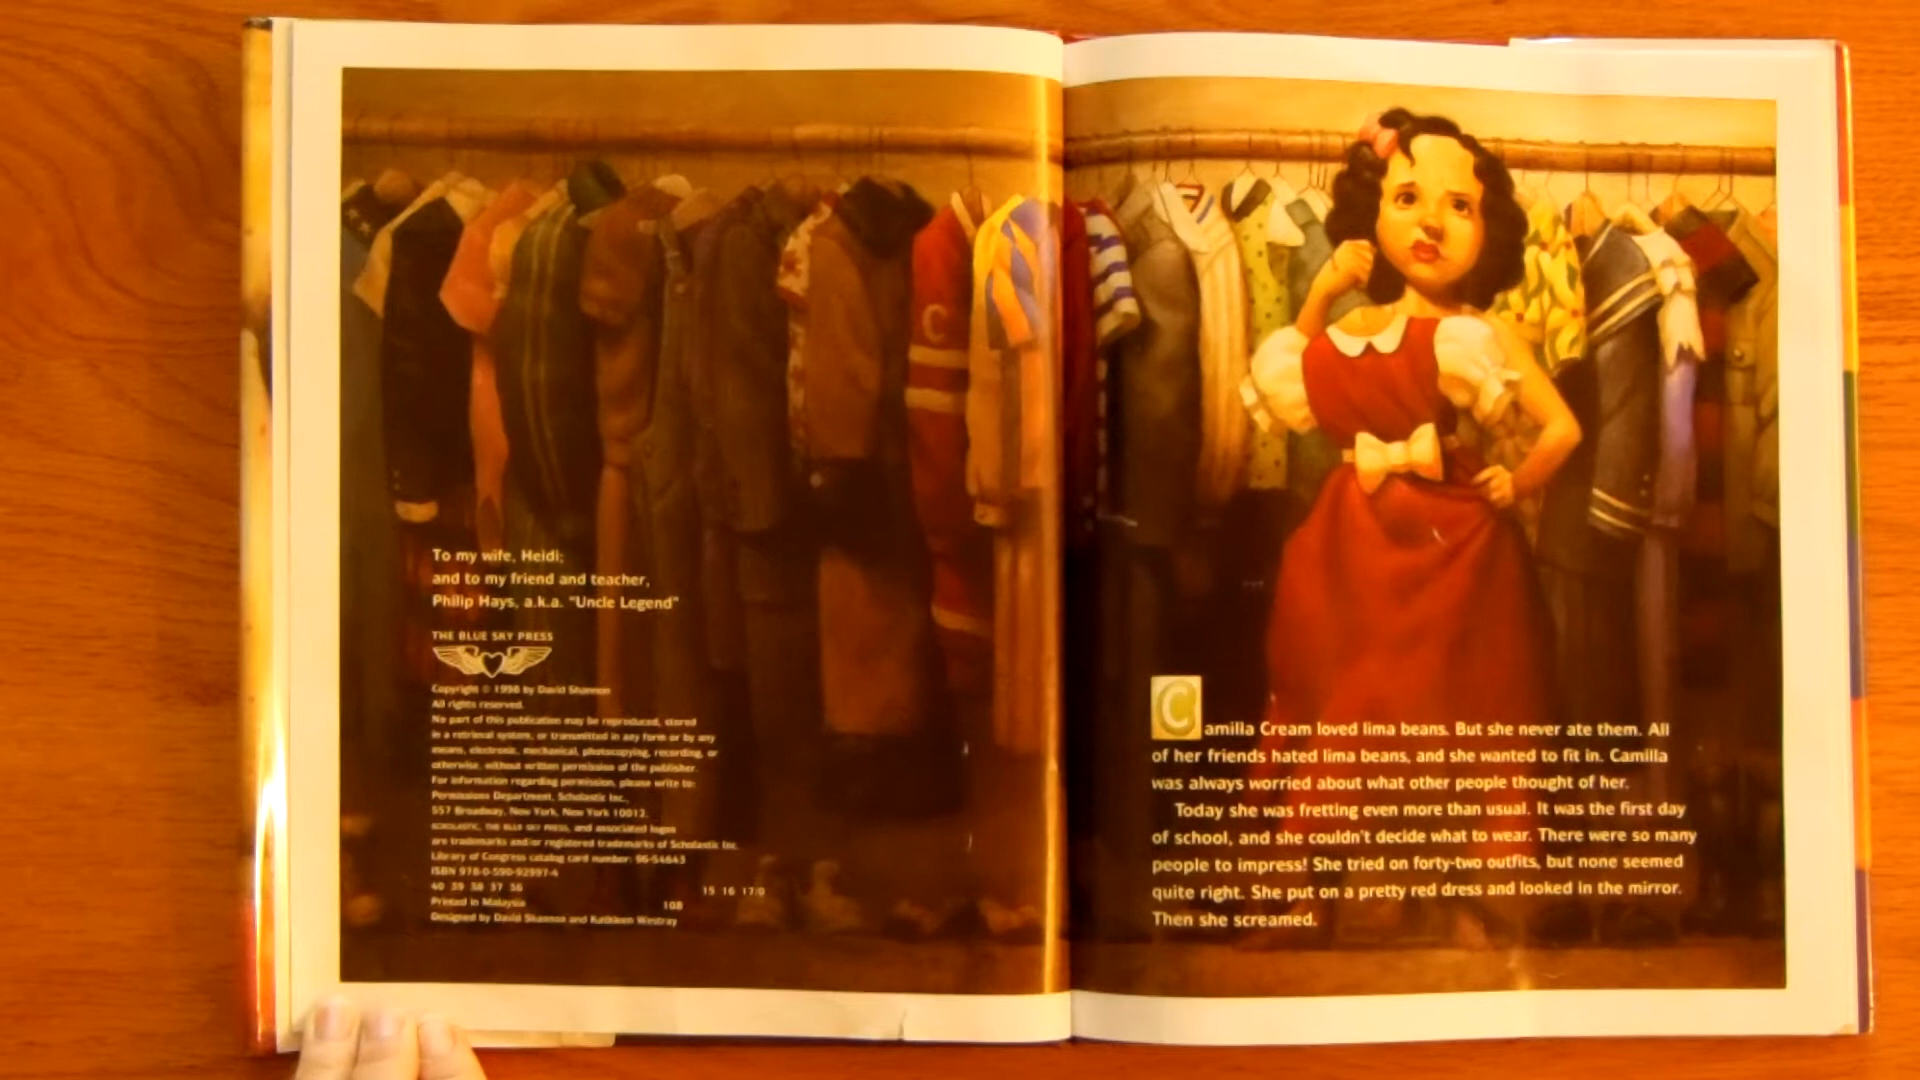 To my wife, Heidi;
and to my friend and teacher,
Philip Hays, a.k.a. "Uncle Legend"
THE BLUE SKY PRESS
Copyright © 1998 by David Shannon
All rights reserved.
No part of this publication may be reproduced, stored
in a retrieval system, or transmitted in any form or by any
means, electronic, mechanical, photocopying, recording, or
otherwise, without written permission of the publisher.
For information regarding permission, please write to:
Permissions Department, Scholastic Inc.,
557 Broadway, New York, New York 10012.
SCHOLASTIC, THE BLUE SKY PRESS, and associated logos
are trademarks and/or registered trademarks of Scholastic Inc.
Library of Congress catalog card number: 96-54643
ISBN 978-0-590-92997-4
40 39 38 37 36 15 16 17/0
Printed in Malaysia 108
Designed by David Shannon and Kathleen Westray
C
Camilla Cream loved lima beans. But she never ate them. All
of her friends hated lima beans, and she wanted to fit in. Camilla
was always worried about what other people thought of her.
Today she was fretting even more than usual. It was the first day
of school, and she couldn't decide what to wear. There were so many
people to impress! She tried on forty-two outfits, but none seemed
quite right. She put on a pretty red dress and looked in the mirror.
Then she screamed.